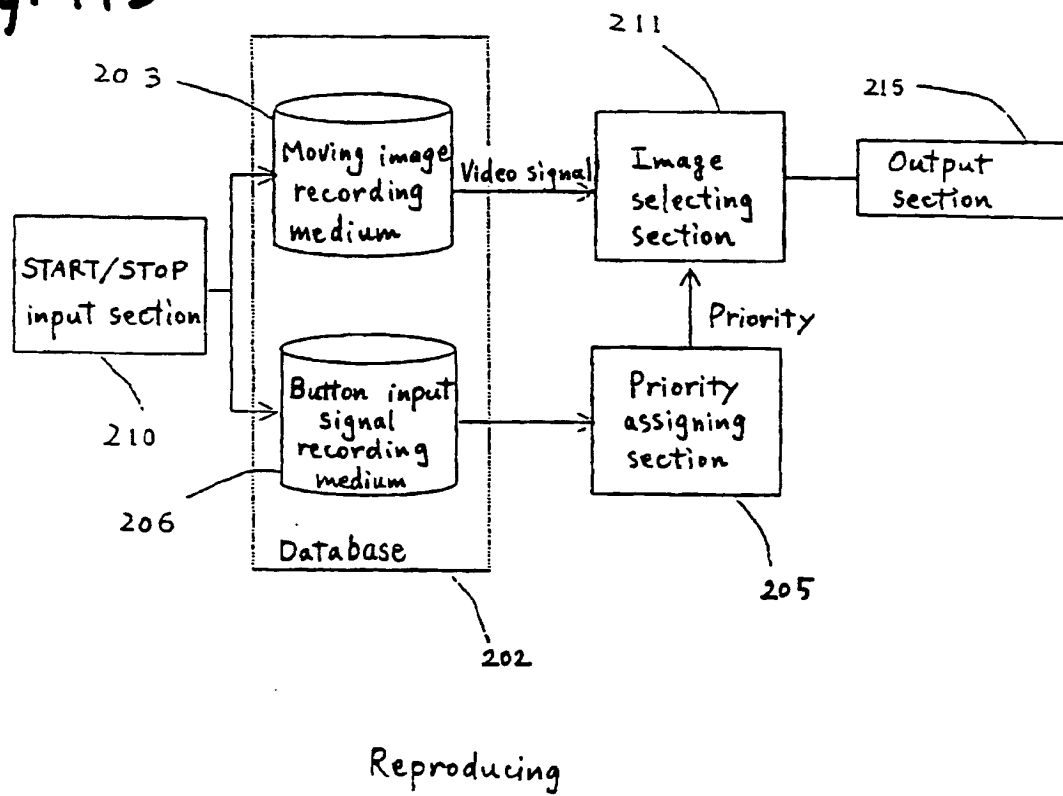 203
211
215
Moving image
recording
medium
Video signal
Image
selecting
section
Output
section
START/STOP
input section
210
Priority
Button input
signal
recording
medium
Priority
assigning
section
206
Database
205
202
Reproducing